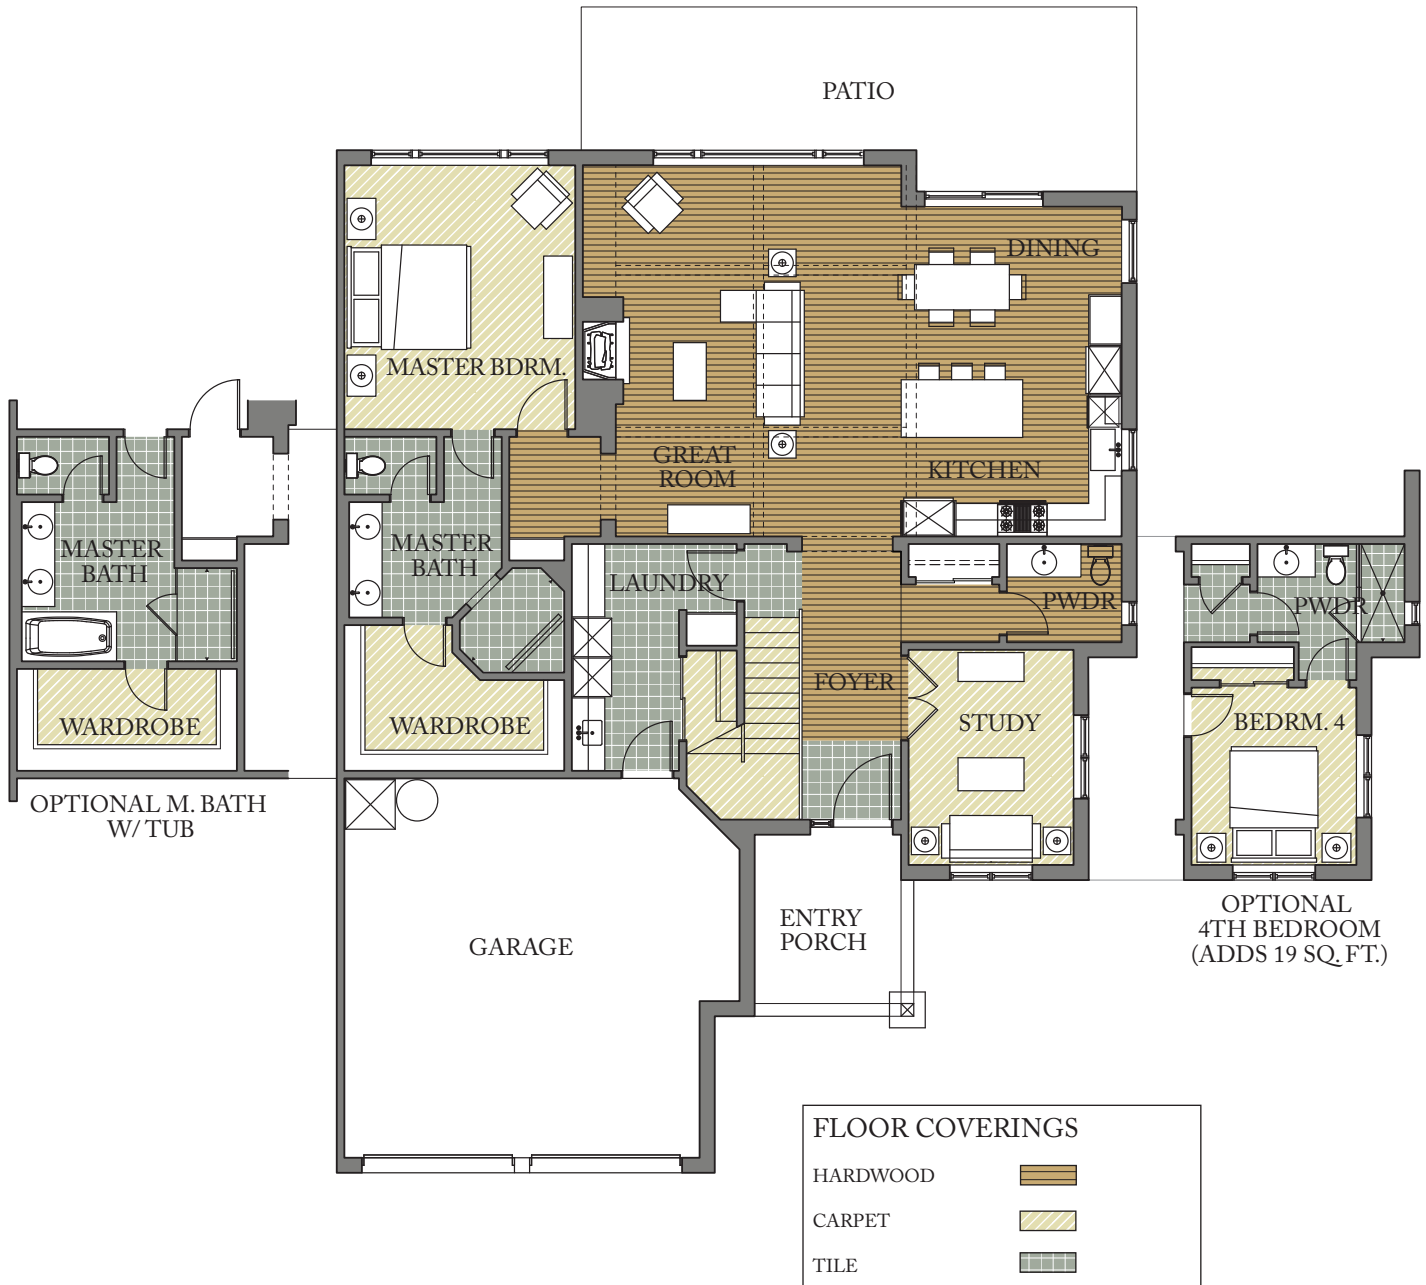 PATIO
DINING
MASTER BDRM.
GREAT
ROOM
KITCHEN
MASTER
BATH
MASTER
BATH
LAUNDRY
PWDR
PWDR
FOYER
WARDROBE
WARDROBE
STUDY
BEDRM. 4
OPTIONAL M. BATH
W/ TUB
ENTRY
PORCH
GARAGE
OPTIONAL
4TH BEDROOM
(ADDS 19 SQ. FT.)
FLOOR COVERINGS
HARDWOOD
CARPET
TILE